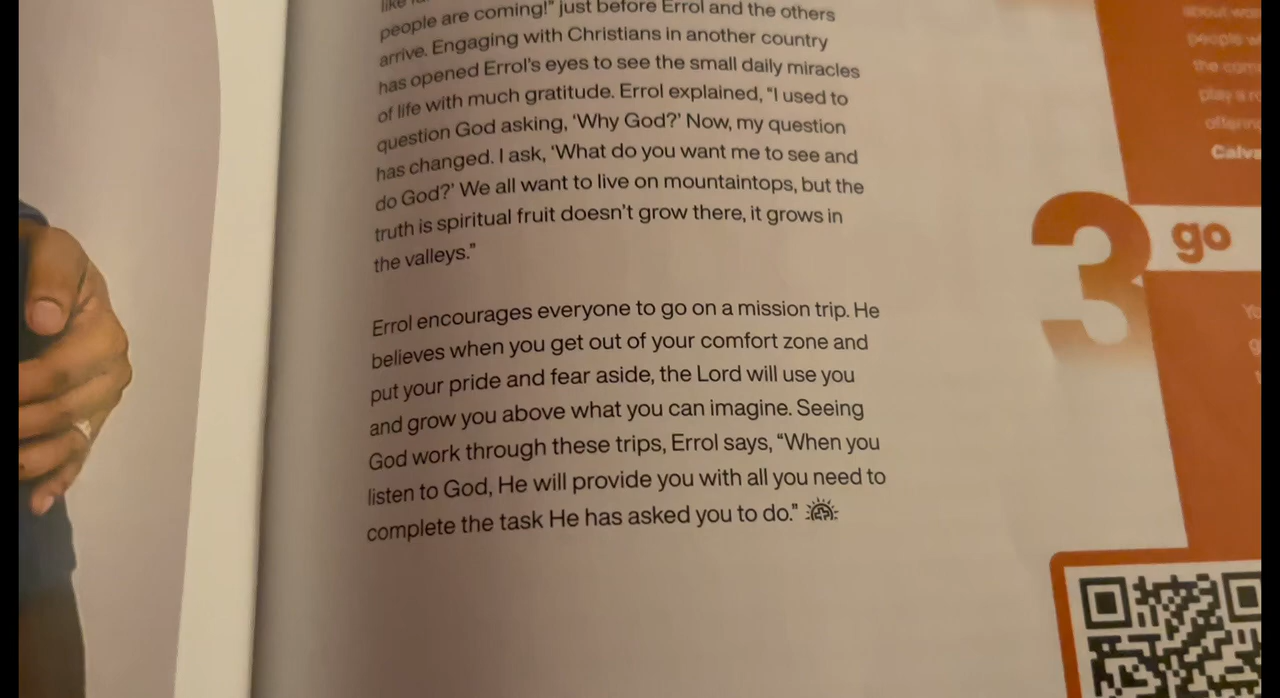 like
people are coming!” just before Errol and the others
arrive. Engaging with Christians in another country
has opened Errol's eyes to see the small daily miracles
of life with much gratitude. Errol explained, “I used to
question God asking, ‘Why God?’ Now, my question
has changed. I ask, ‘What do you want me to see and
do God?’ We all want to live on mountaintops, but the
truth is spiritual fruit doesn’t grow there, it grows in
the valleys.”
Errol encourages everyone to go on a mission trip. He
believes when you get out of your comfort zone and
put your pride and fear aside, the Lord will use you
and grow you above what you can imagine. Seeing
God work through these trips, Errol says, “When you
listen to God, He will provide you with all you need to
complete the task He has asked you to do.”
about
people
the
play a
Calva
3 go